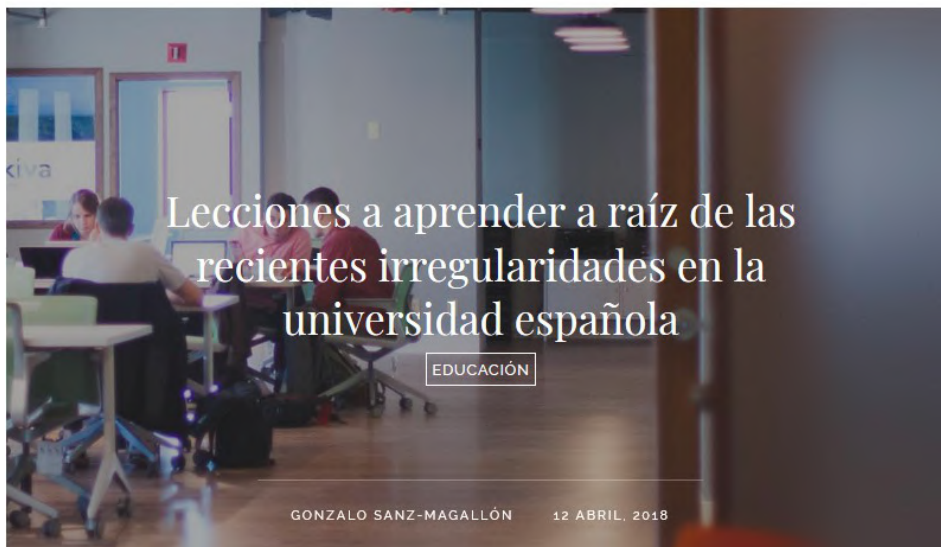 kiva
Lecciones a aprender a raíz de las
recientes irregularidades en la
universidad española
EDUCACIÓN
GONZALO SANZ-MAGALLÓN 12 ABRIL, 2018